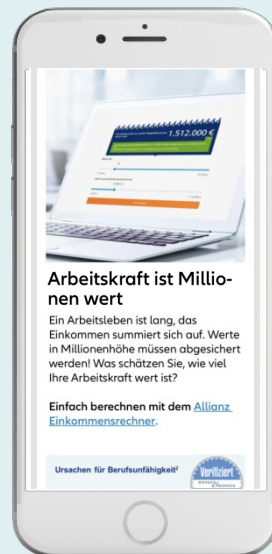 1.512.000 €
Arbeitskraft ist Millio-
nen wert
Ein Arbeitsleben ist lang, das
Einkommen summiert sich auf. Werte
in Millionenhöhe müssen abgesichert
werden! Was schätzen Sie, wie viel
Ihre Arbeitskraft wert ist?
Einfach berechnen mit dem Allianz
Einkommensrechner.
Ursachen für Berufsunfähigkeit²
Verifiziert
MORGEN &
MORGEN